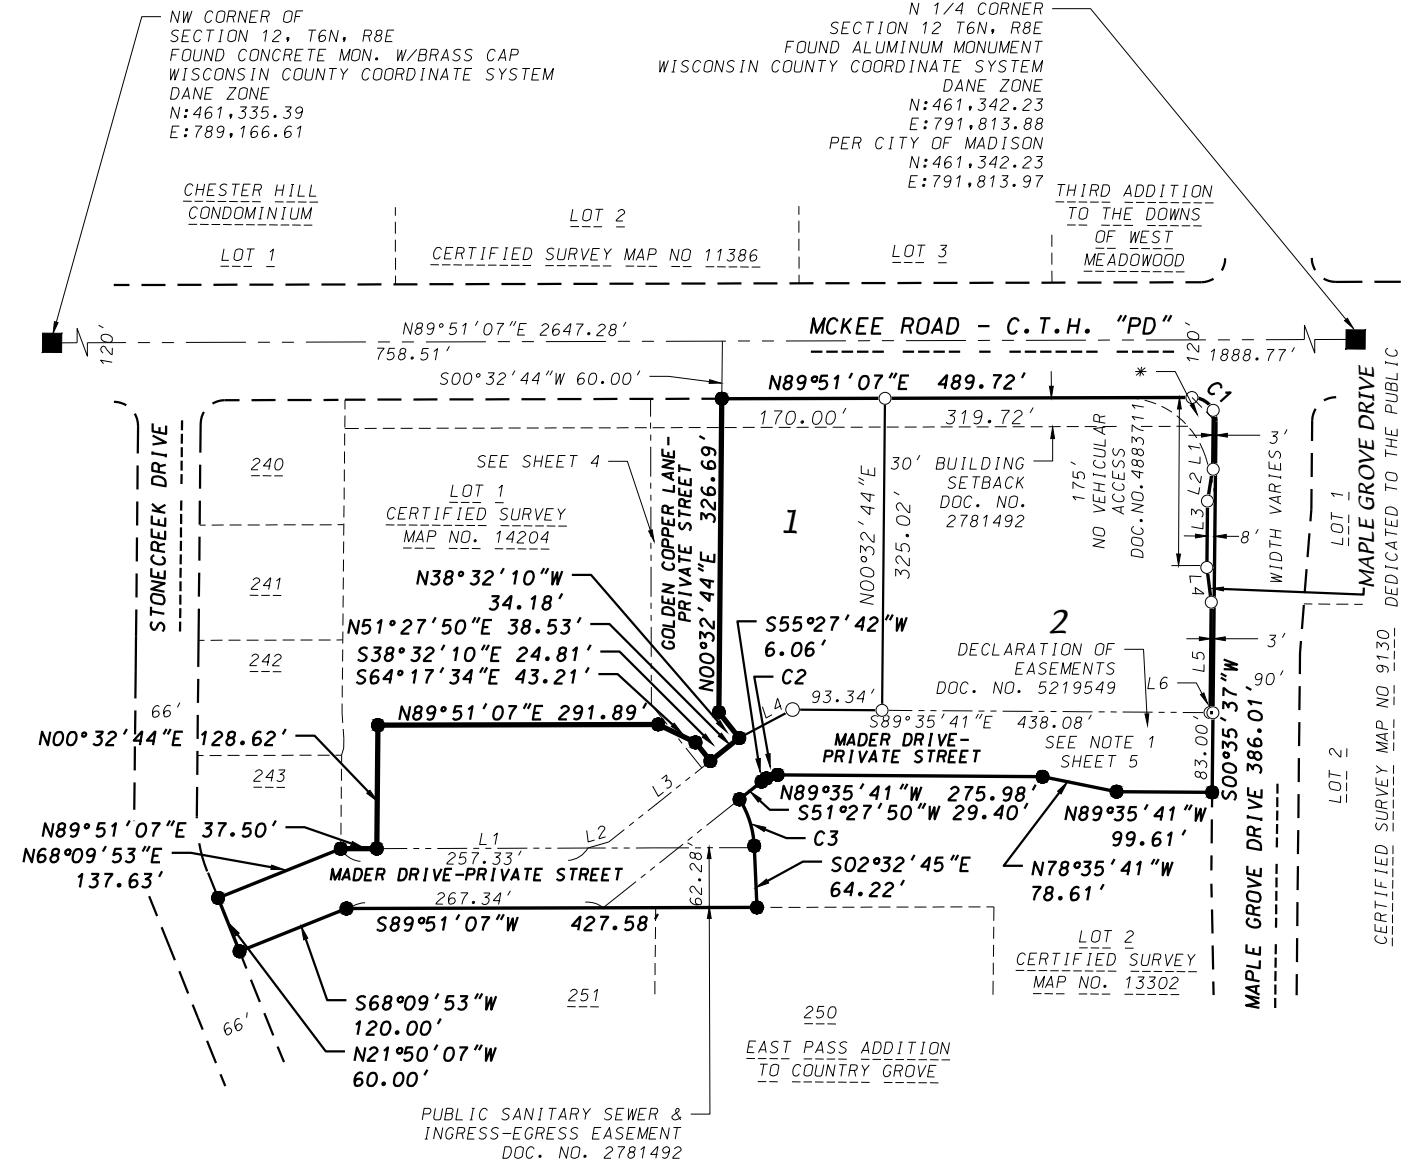 NW CORNER OF
SECTION 12, T6N, R8E
FOUND CONCRETE MON. W/BRASS CAP
WISCONSIN COUNTY COORDINATE SYSTEM
DANE ZONE
N:461,335.39
E:789,166.61
N 1/4 CORNER
SECTION 12 T6N, R8E
FOUND ALUMINUM MONUMENT
WISCONSIN COUNTY COORDINATE SYSTEM
DANE ZONE
N:461,342.23
E:791,813.88
PER CITY OF MADISON
N:461,342.23
E:791,813.97
CHESTER HILL
CONDOMINIUM
LOT 1
LOT 2
CERTIFIED SURVEY MAP NO 11386
LOT 3
THIRD ADDITION
TO THE DOWNS
OF WEST
MEADOWOOD
N89°51'07"E 2647.28'
758.51'
120'
MCKEE ROAD - C.T.H. "PD"
120'
1888.77'
S00°32'44"W 60.00'
N89°51'07"E 489.72'
*
C1
170.00'
319.72'
STONECREEK DRIVE
240
241
242
243
66'
SEE SHEET 4
LOT 1
CERTIFIED SURVEY
MAP NO. 14204
GOLDEN COPPER LANE-
PRIVATE STREET
N00°32'44"E 326.69'
1
N00°32'44"E
325.02'
30' BUILDING
SETBACK
DOC. NO.
2781492
175'
NO VEHICULAR
ACCESS
DOC.NO.4883711
L1
L2
L3
L4
L5
L6
3'
8'
3'
WIDTH VARIES
90'
LOT 1
MAPLE GROVE DRIVE
DEDICATED TO THE PUBLIC
CERTIFIED SURVEY MAP NO 9130
LOT 2
N38°32'10"W
34.18'
N51°27'50"E 38.53'
S38°32'10"E 24.81'
S64°17'34"E 43.21'
S55°27'42"W
6.06'
C2
2
DECLARATION OF
EASEMENTS
DOC. NO. 5219549
N89°51'07"E 291.89'
L4
93.34'
S89°35'41"E 438.08'
MADER DRIVE-
PRIVATE STREET
SEE NOTE 1
SHEET 5
83.00'
S00°35'37"W
386.01'
MAPLE GROVE DRIVE
N00°32'44"E 128.62'
L3
N89°35'41"W 275.98'
S51°27'50"W 29.40'
N89°35'41"W
99.61'
N89°51'07"E 37.50'
N68°09'53"E
137.63'
L1
L2
257.33'
MADER DRIVE-PRIVATE STREET
267.34'
62.28'
C3
S02°32'45"E
64.22'
N78°35'41"W
78.61'
S89°51'07"W 427.58'
S68°09'53"W
120.00'
N21°50'07"W
60.00'
66'
251
250
EAST PASS ADDITION
TO COUNTRY GROVE
LOT 2
CERTIFIED SURVEY
MAP NO. 13302
PUBLIC SANITARY SEWER &
INGRESS-EGRESS EASEMENT
DOC. NO. 2781492